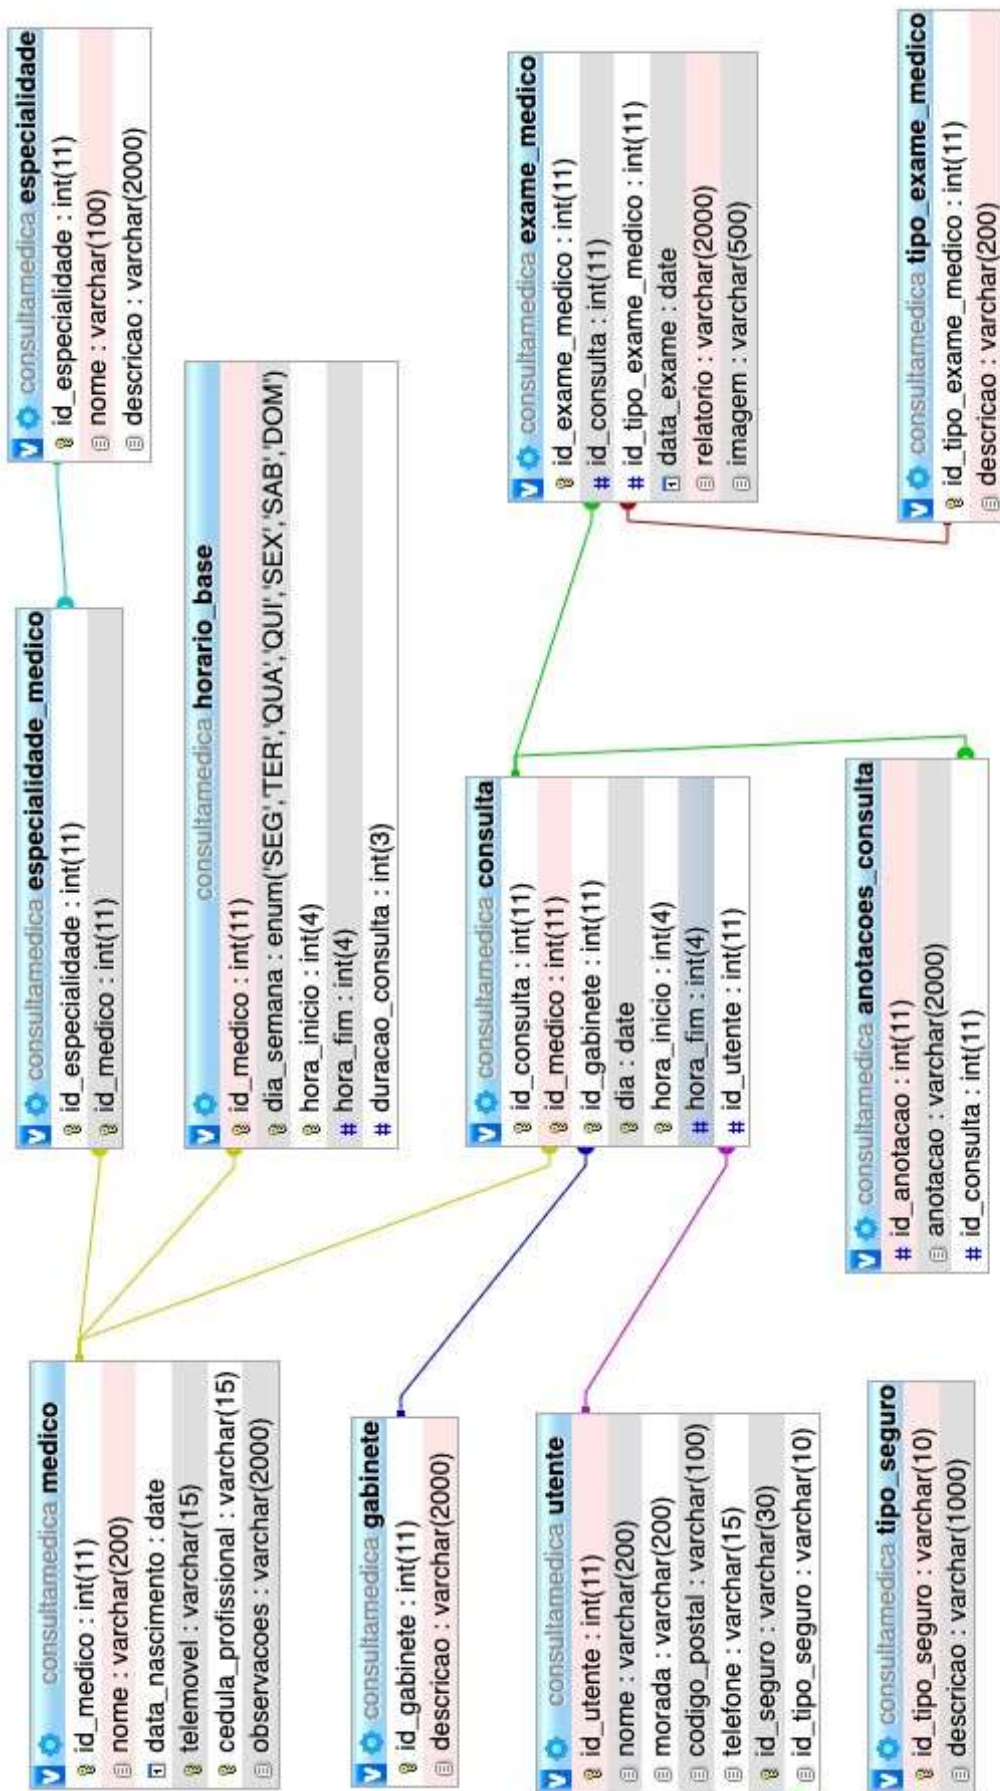 consultamedica medico
id_medico : int(11)
nome : varchar(200)
data_nascimento : date
telemovel : varchar(15)
cedula_profissional : varchar(15)
observacoes : varchar(2000)
consultamedica gabinete
id_gabinete : int(11)
descricao : varchar(2000)
consultamedica utente
id_utente : int(11)
nome : varchar(200)
morada : varchar(200)
codigo_postal : varchar(100)
telefone : varchar(15)
id_seguro : varchar(30)
id_tipo_seguro : varchar(10)
consultamedica tipo_seguro
id_tipo_seguro : varchar(10)
descricao : varchar(1000)
consultamedica especialidade_medico
id_especialidade : int(11)
id_medico : int(11)
consultamedica horario_base
id_medico : int(11)
dia_semana : enum('SEG','TER','QUA','QUI','SEX','SAB','DOM')
hora_inicio : int(4)
# hora_fim : int(4)
# duracao_consulta : int(3)
consultamedica consulta
id_consulta : int(11)
id_medico : int(11)
id_gabinete : int(11)
dia : date
hora_inicio : int(4)
# hora_fim : int(4)
# id_utente : int(11)
consultamedica anotacoes_consulta
# id_anotacao : int(11)
anotacao : varchar(2000)
# id_consulta : int(11)
consultamedica especialidade
id_especialidade : int(11)
nome : varchar(100)
descricao : varchar(2000)
consultamedica exame_medico
id_exame_medico : int(11)
# id_consulta : int(11)
# id_tipo_exame_medico : int(11)
data_exame : date
relatorio : varchar(2000)
imagem : varchar(500)
consultamedica tipo_exame_medico
id_tipo_exame_medico : int(11)
descricao : varchar(200)